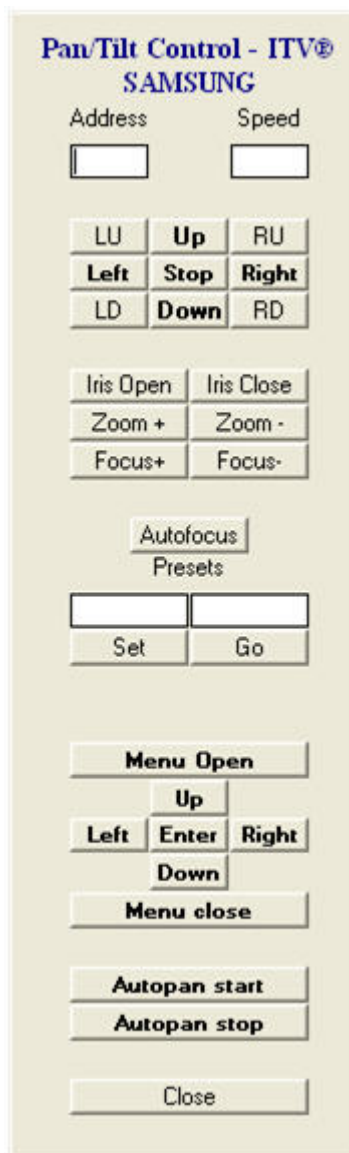 Pan/Tilt Control - ITV®
SAMSUNG
Address Speed
LU Up RU
Left Stop Right
LD Down RD
Iris Open Iris Close
Zoom + Zoom -
Focus+ Focus-
Autofocus
Presets
Set Go
Menu Open
Up
Left Enter Right
Down
Menu close
Autopan start
Autopan stop
Close